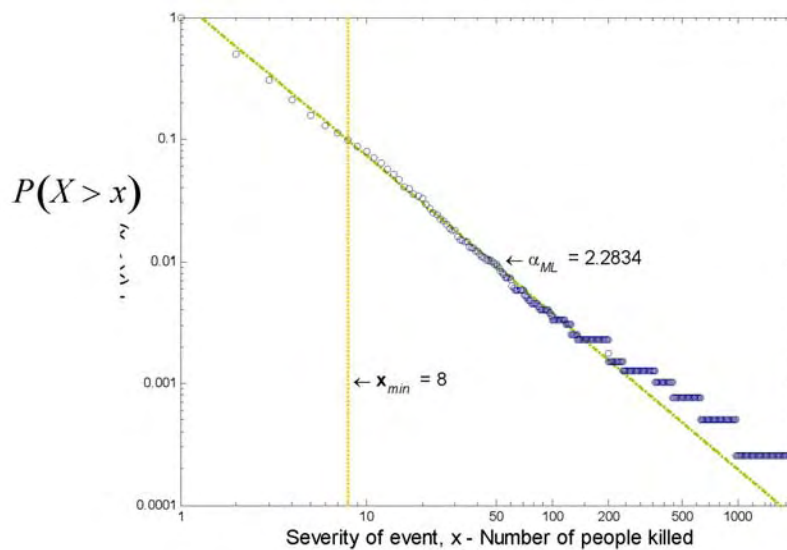 1
0.1
P(X > x)
0.01
← α_ML = 2.2834
0.001
← x_min = 8
0.0001
1 10 50 100 200 500 1000
Severity of event, x - Number of people killed